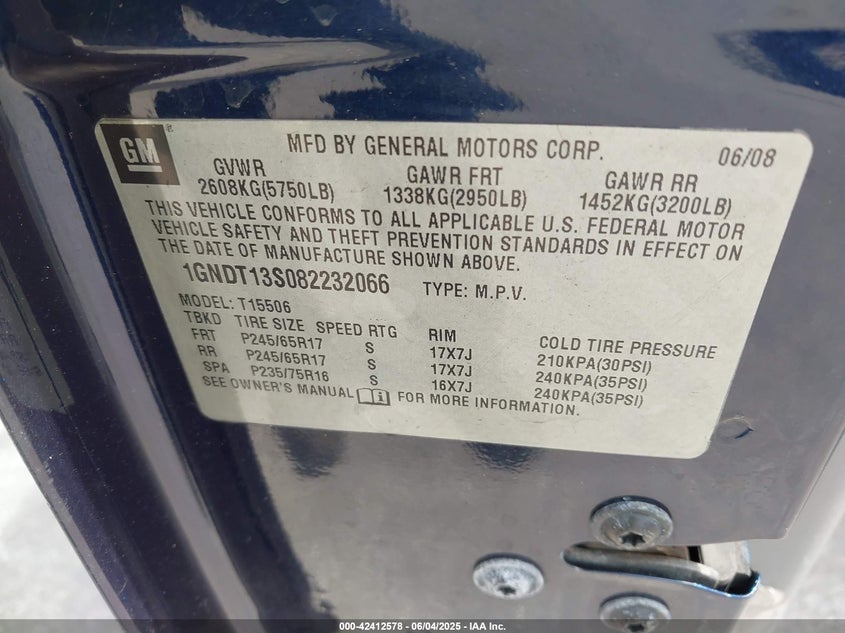 GM
MFD BY GENERAL MOTORS CORP. 06/08
GVWR GAWR FRT GAWR RR
2608KG(5750LB) 1338KG(2950LB) 1452KG(3200LB)
THIS VEHICLE CONFORMS TO ALL APPLICABLE U.S. FEDERAL MOTOR
VEHICLE SAFETY AND THEFT PREVENTION STANDARDS IN EFFECT ON
THE DATE OF MANUFACTURE SHOWN ABOVE.
1GNDT13S082232066 TYPE: M.P.V.
MODEL: T15506
TBKD TIRE SIZE SPEED RTG RIM COLD TIRE PRESSURE
FRT P245/65R17 S 17X7J 210KPA(30PSI)
RR P245/65R17 S 17X7J 240KPA(35PSI)
SPA P235/75R16 S 16X7J 240KPA(35PSI)
SEE OWNER'S MANUAL i FOR MORE INFORMATION.
000-42412578 - 06/04/2025 - IAA Inc.